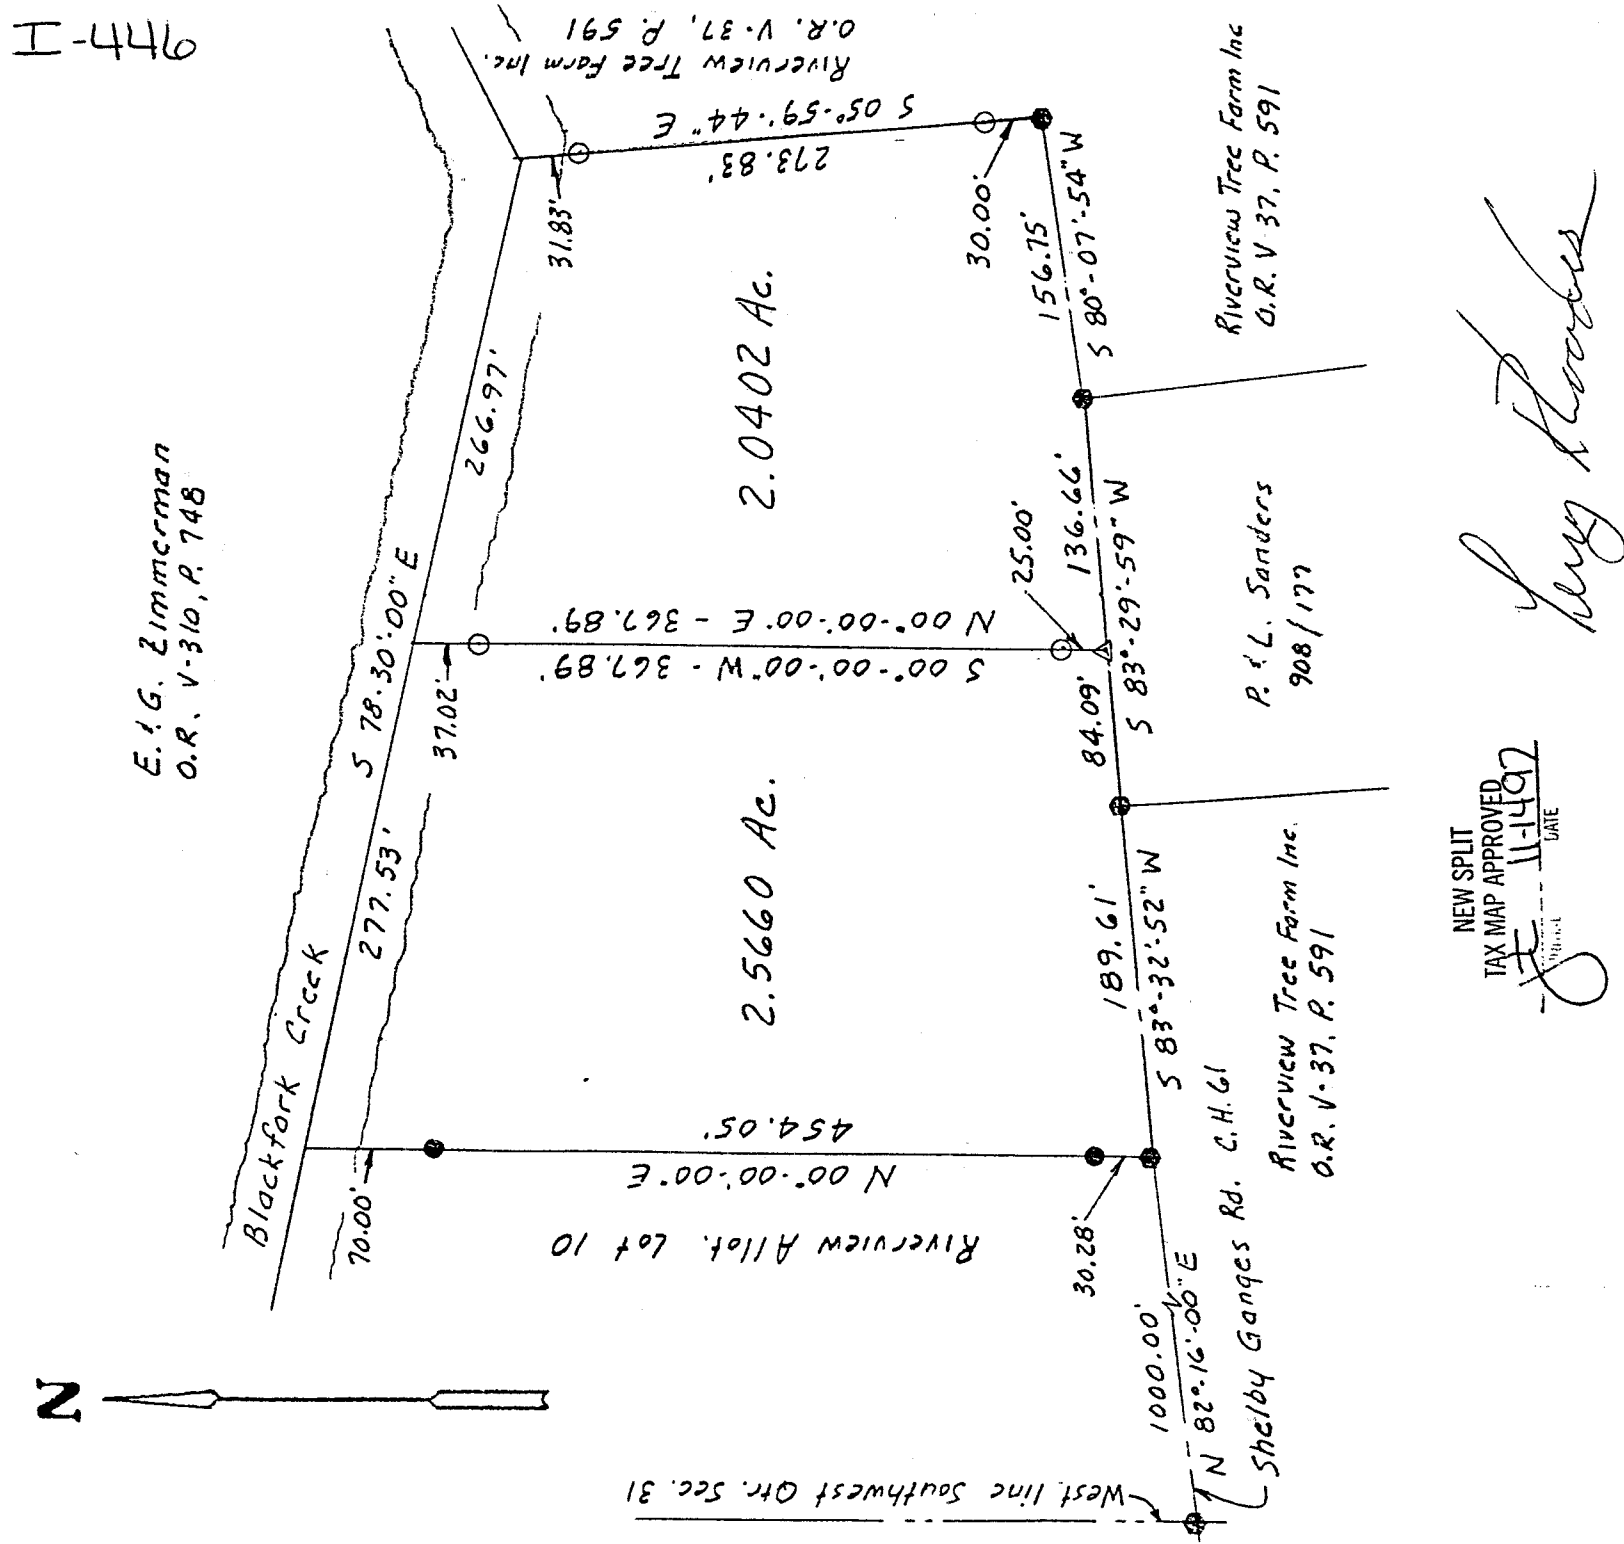 I-446
N
E. & G. Zimmerman
O.R. V-310, P. 748
Riverview Tree Farm Inc.
O.R. V-37, P. 591
Blackfork Creek
S 78°-30'-00" E
277.53'
266.97'
70.00'
37.02'
31.83'
S 05°-59'-44" E
273.83'
N 00°-00'-00" E
454.05'
Riverview Allot. Lot 10
2.5660 Ac.
S 00°-00'-00" W - 367.89'
N 00°-00'-00" E - 367.89'
2.0402 Ac.
30.28'
25.00'
30.00'
West line Southwest Qtr. Sec. 31
1000.00'
N 82°-16'-00" E
Shelby Ganges Rd. C.H. 61
189.61'
S 83°-32'-52" W
84.09'
136.66'
S 83°-29'-59" W
156.75'
S 80°-07'-54" W
Riverview Tree Farm Inc.
O.R. V-37, P. 591
P. & L. Sanders
908/177
Riverview Tree Farm Inc
O.R. V-37, P. 591
NEW SPLIT
TAX MAP APPROVED
11-14-97
DATE